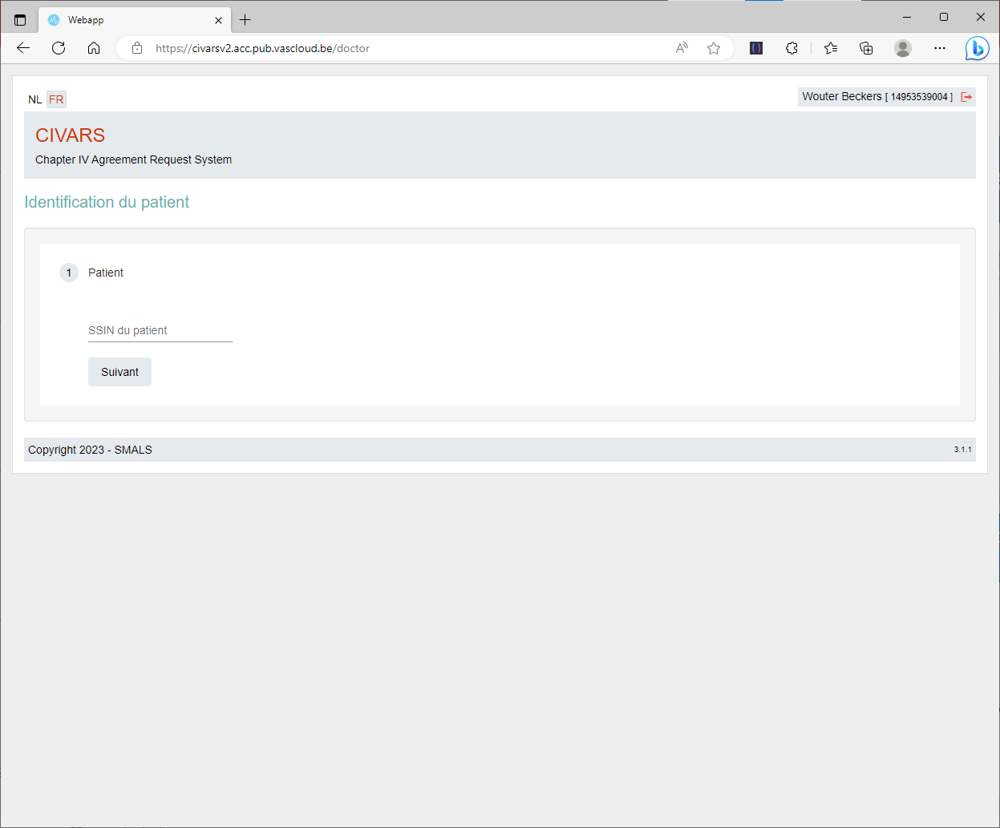 Webapp
https://civarsv2.acc.pub.vascloud.be/doctor
NL FR
Wouter Beckers [ 14953539004 ]
CIVARS
Chapter IV Agreement Request System
Identification du patient
1 Patient
SSIN du patient
Suivant
Copyright 2023 - SMALS
3.1.1